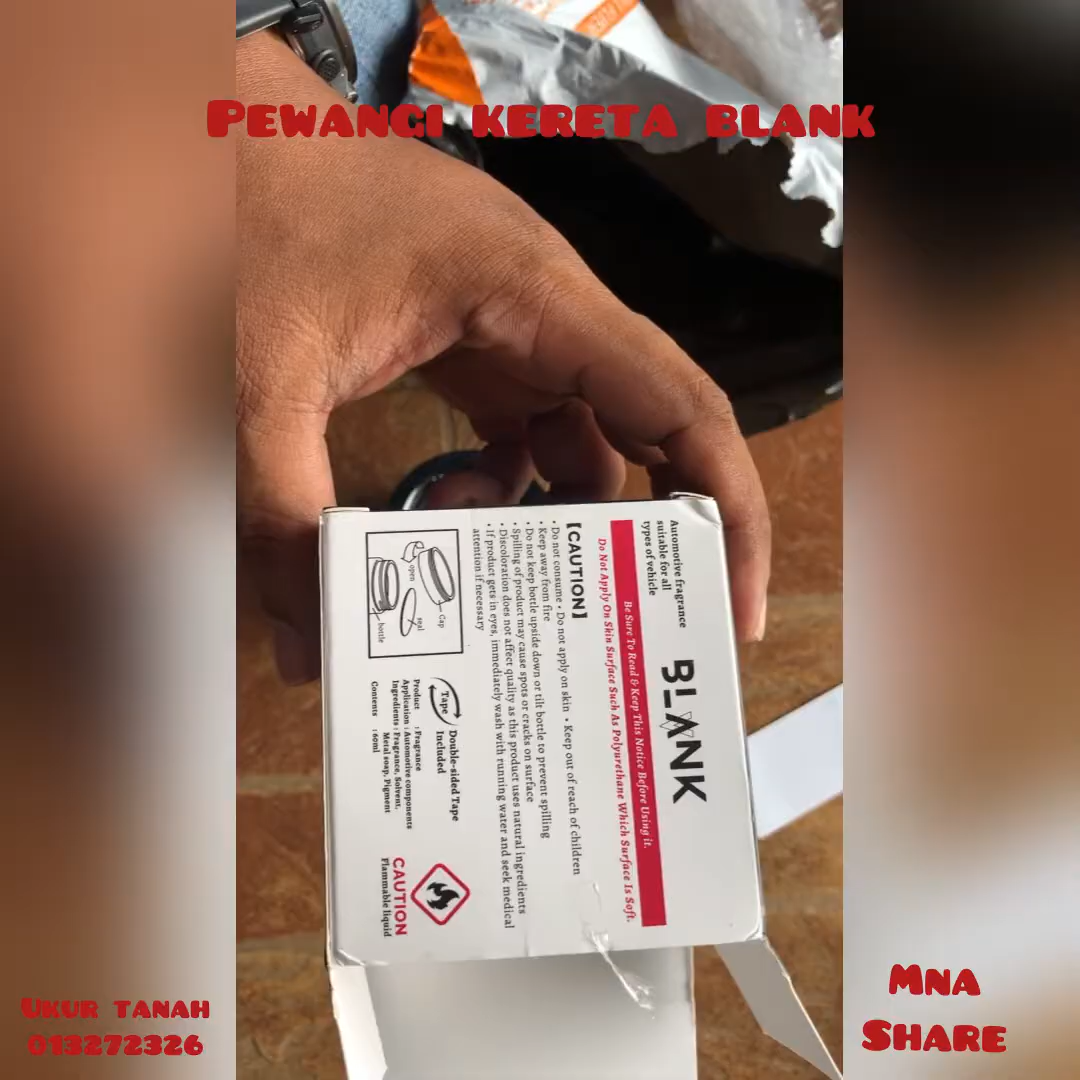 Pewangi kereta blank
Automotive fragrance
suitable for all
types of vehicle
BLANK
Be Sure To Read & Keep This Notice Before Using it.
Do Not Apply On Skin Surface Such As Polyurethane Which Surface Is Soft.
【CAUTION】
• Do not consume • Do not apply on skin • Keep out of reach of children
• Keep away from fire
• Do not keep bottle upside down or tilt bottle to prevent spilling
• Spilling of product may cause spots or cracks on surface
• Discoloration does not affect quality as this product uses natural ingredients
• If product gets in eyes, immediately wash with running water and seek medical
attention if necessary
Cap
open
seal
bottle
Tape
Double-sided Tape
Included
Product : Fragrance
Application : Automotive components
Ingredients : Fragrance, Solvent,
Metal soap, Pigment
Contents : 60ml
CAUTION
Flammable liquid
Ukur tanah
013272326
Mna
Share